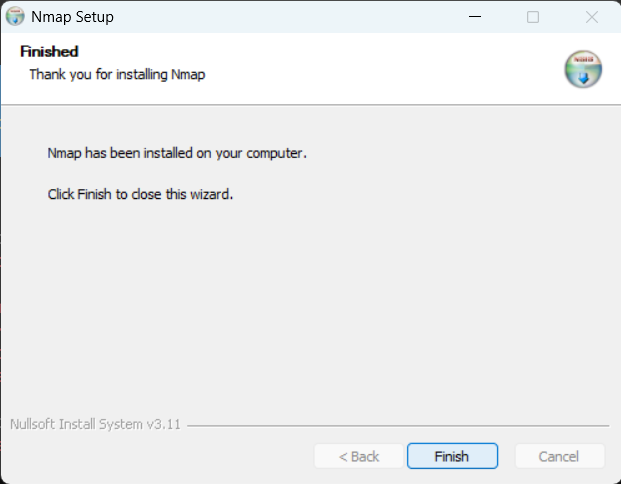 Nmap Setup
Finished
Thank you for installing Nmap
Nmap has been installed on your computer.
Click Finish to close this wizard.
Nullsoft Install System v3.11
< Back
Finish
Cancel